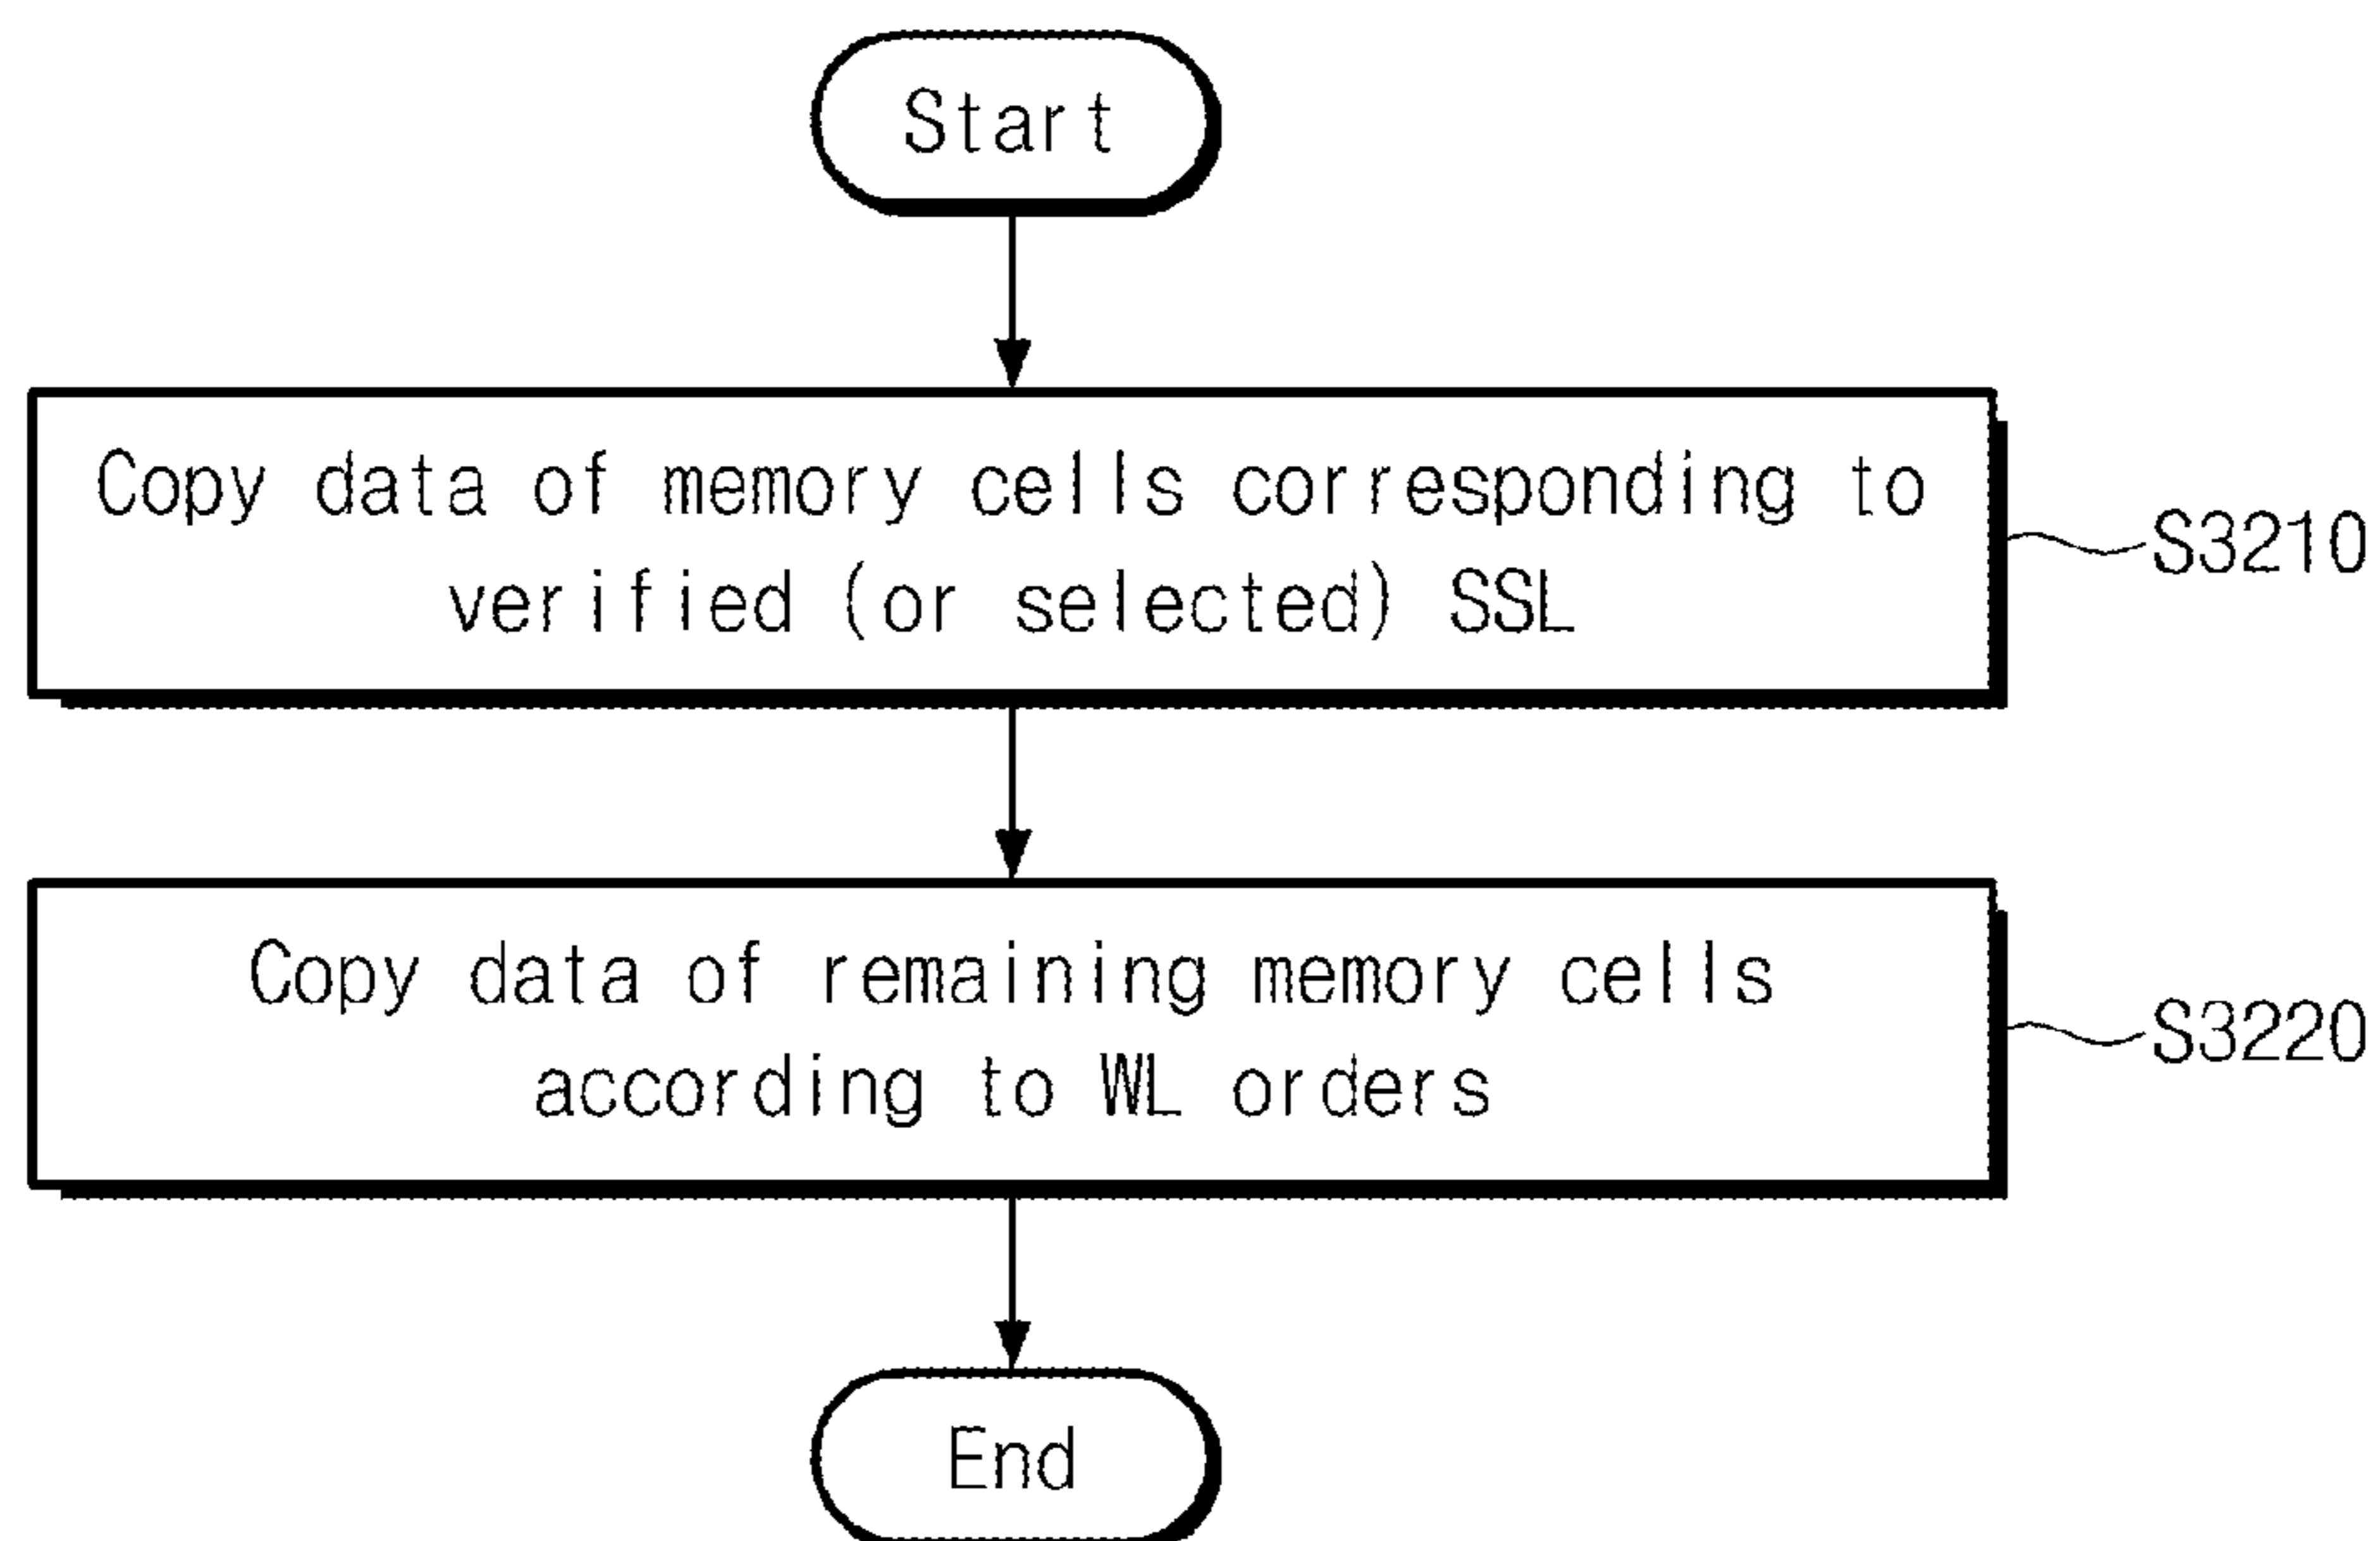 Start
Copy data of memory cells corresponding to
verified (or selected) SSL
S3210
Copy data of remaining memory cells
according to WL orders
S3220
End